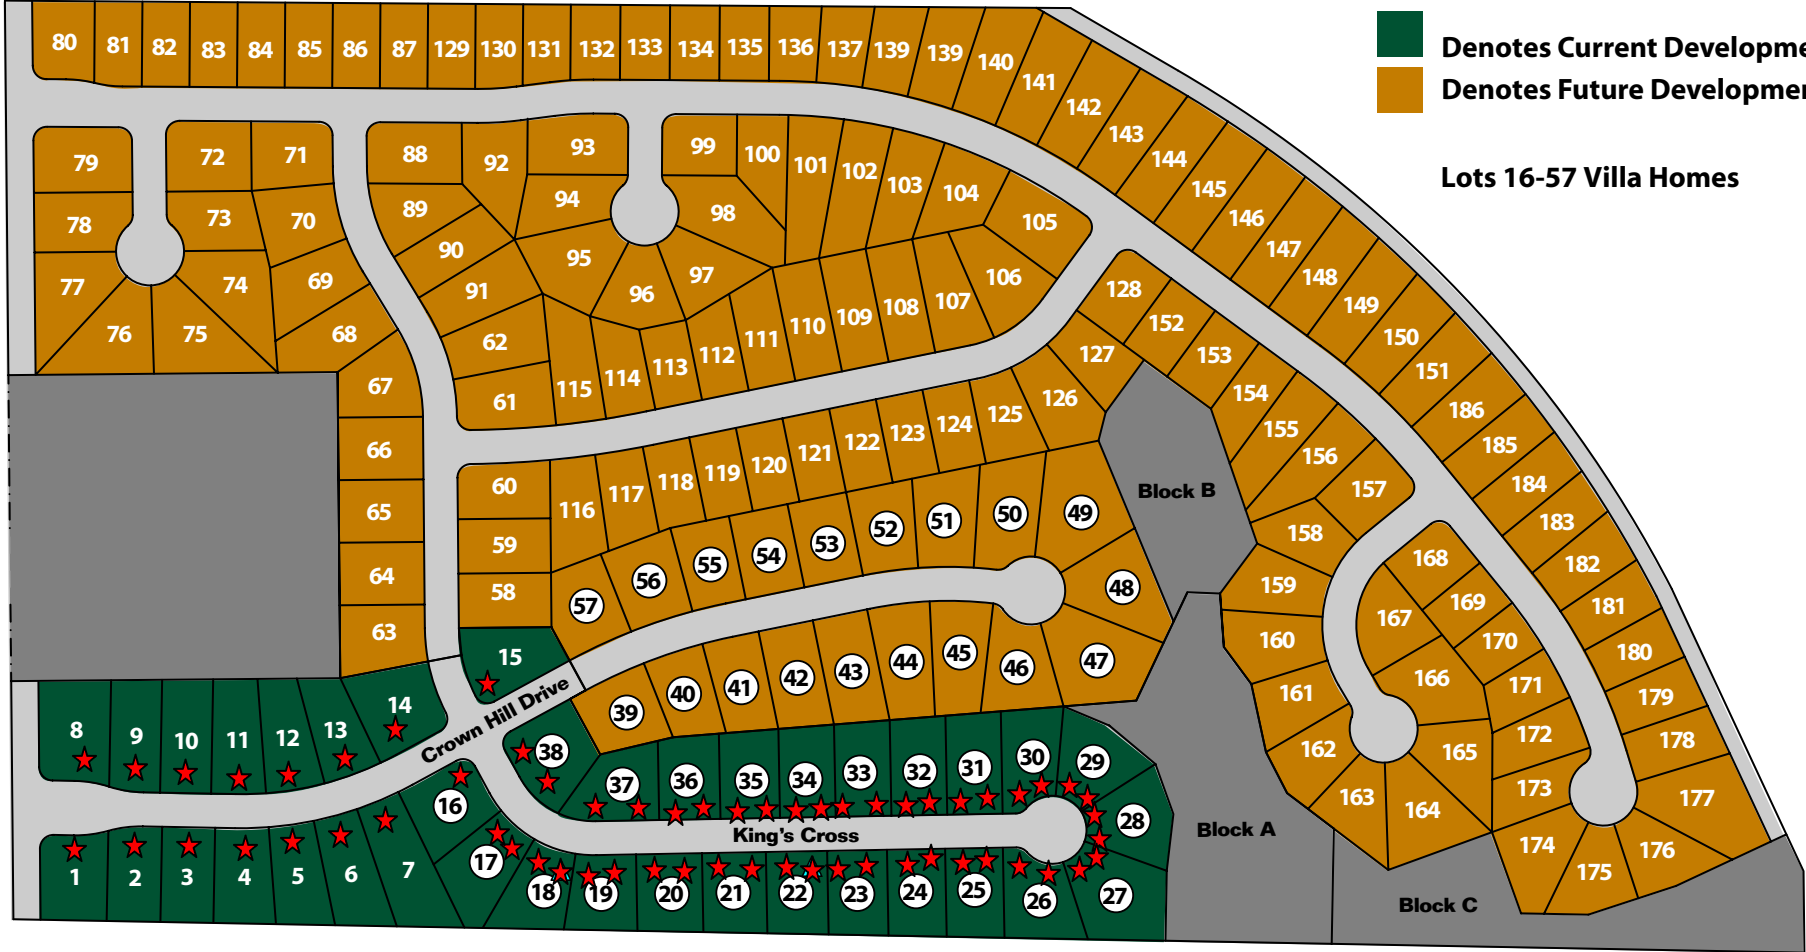 80 81 82 83 84 85 86 87 129 130 131 132 133 134 135 136 137 139 139 140
141
142
143
144
145
146
147
148
149
150
151
186
185
184
183
182
181
180
179
178
177
Denotes Current Developme
Denotes Future Developmen
Lots 16-57 Villa Homes
79 72 71 88 92 93 99 100 101 102 103 104 105
78 73 70 89 94 98
77 74 69 90 95 97 106
76 75 68 91 96
62 115 114 113 112 111 110 109 108 107
67 61
66
65
64
63
60 116 117 118 119 120 121 122 123 124 125 126 127 128
59
58
152
153
154
155
156
157
158
159
160
161
162
163
164
165
166
167
168
169
170
171
172
173
174
175
176
Block B
57 56 55 54 53 52 51 50 49
48
39 40 41 42 43 44 45 46 47
15
Crown Hill Drive
8 9 10 11 12 13 14
38
37 36 35 34 33 32 31 30 29
28
King's Cross
1 2 3 4 5 6 7 16
17
18 19 20 21 22 23 24 25 26 27
Block A
Block C